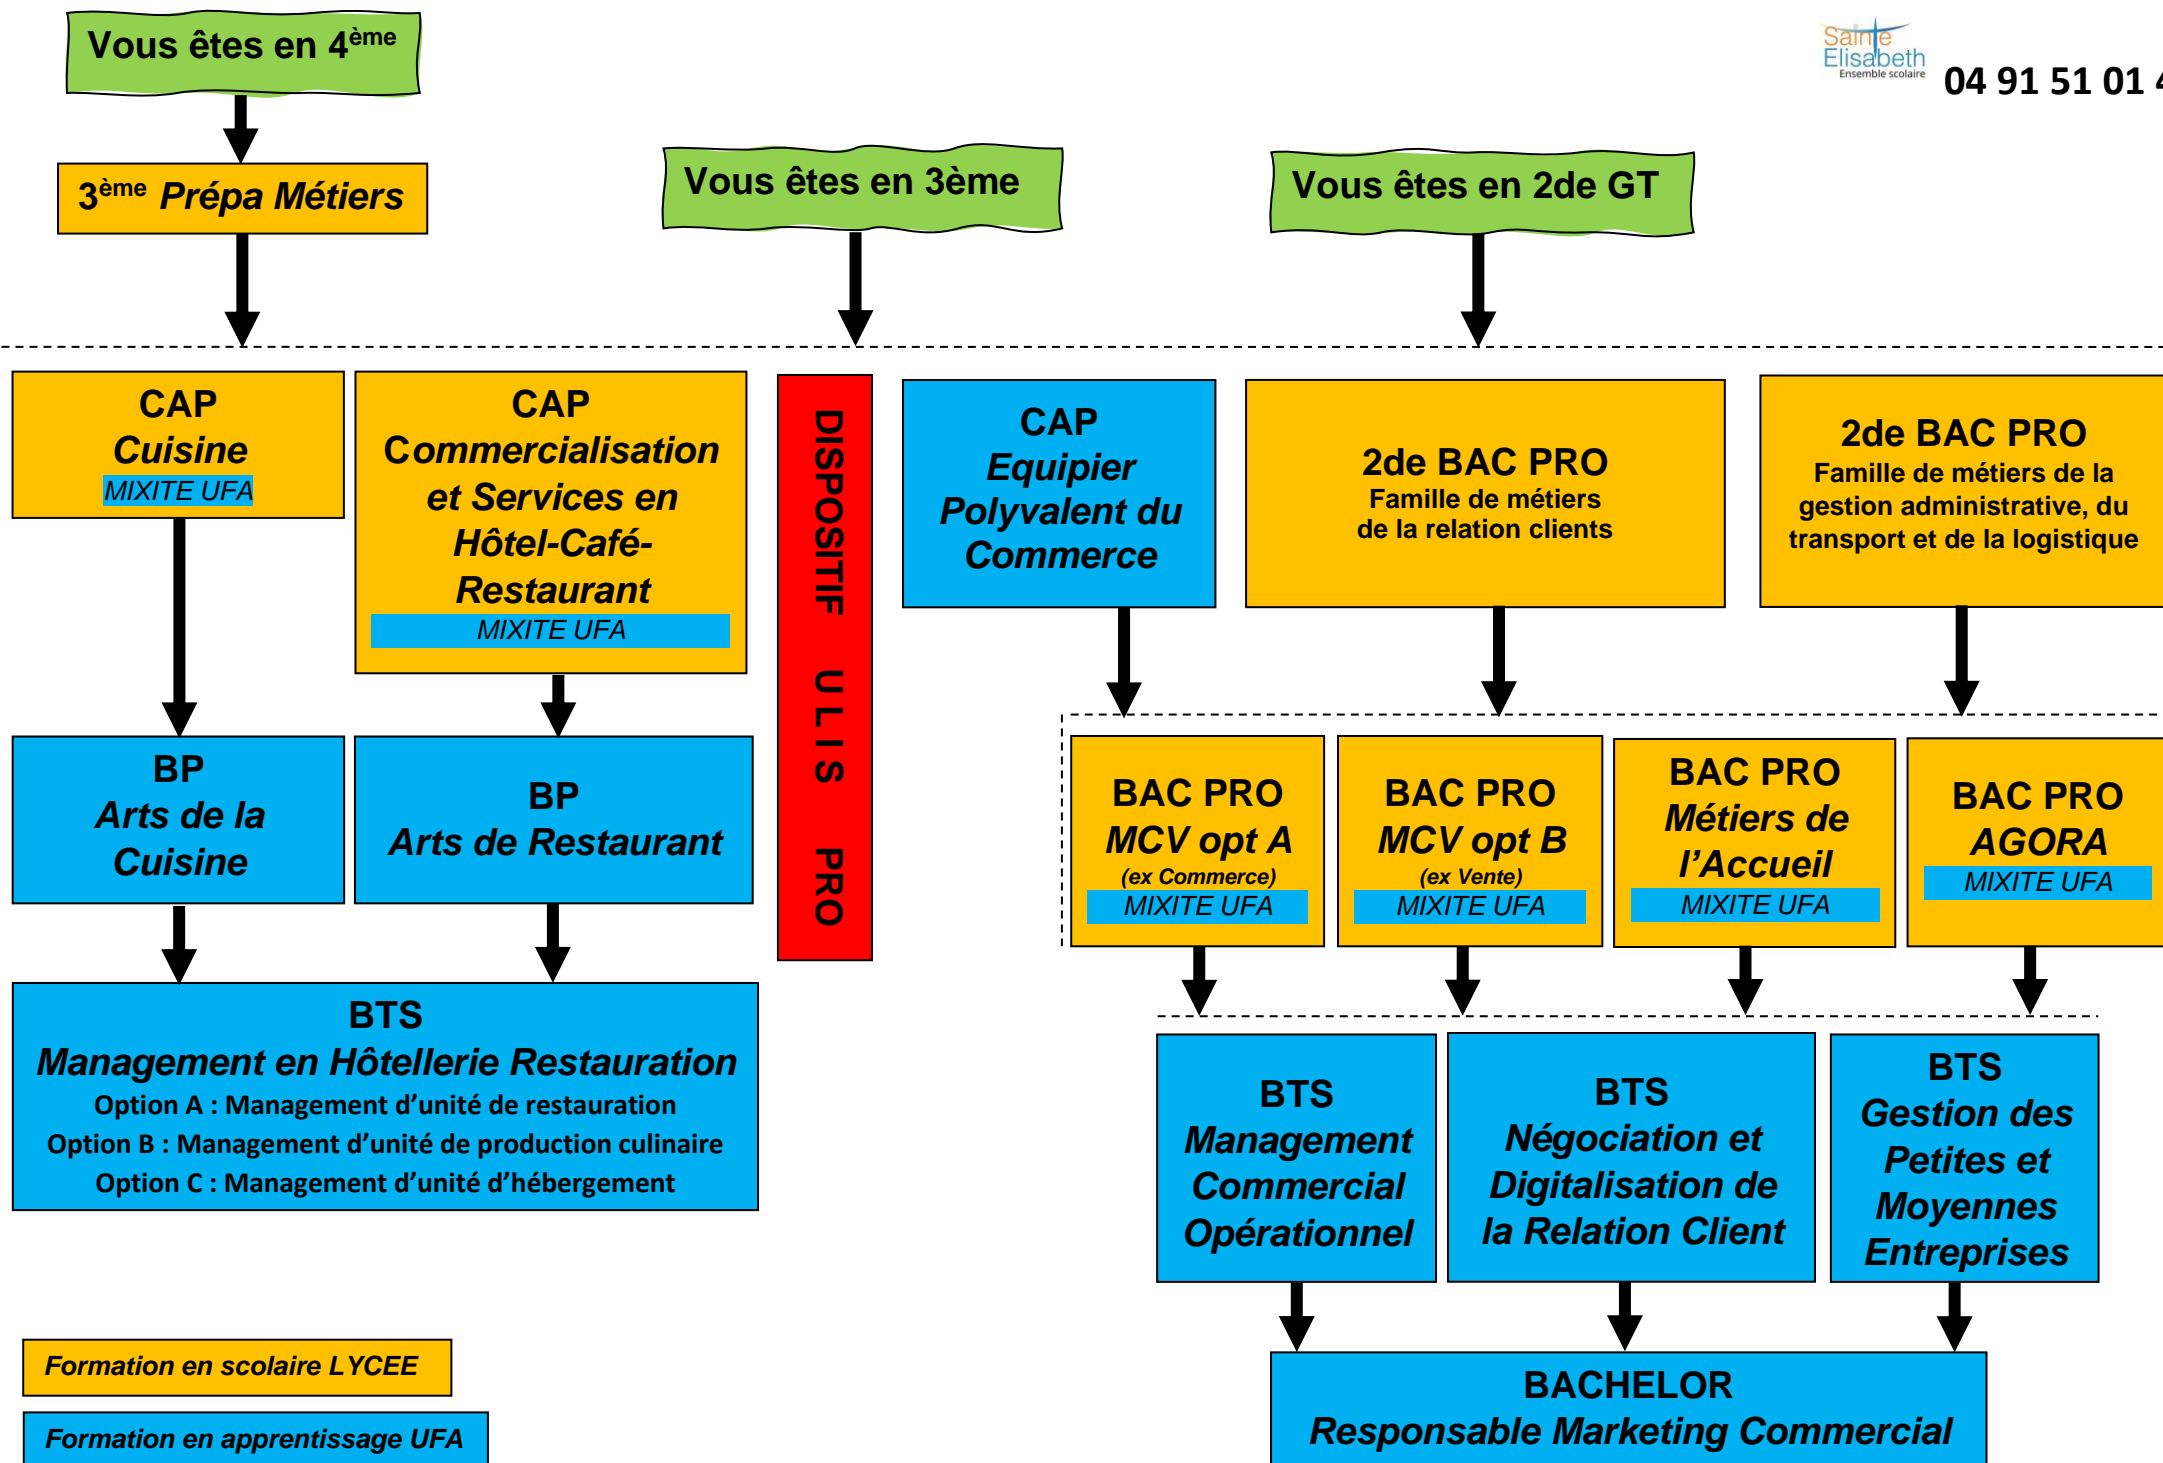 Vous êtes en 4ème
Sainte
Elisabeth
Ensemble scolaire
04 91 51 01 4
3ème Prépa Métiers
Vous êtes en 3ème
Vous êtes en 2de GT
CAP
Cuisine
MIXITE UFA
CAP
Commercialisation
et Services en
Hôtel-Café-
Restaurant
MIXITE UFA
DISPOSITIF ULIS PRO
CAP
Equipier
Polyvalent du
Commerce
2de BAC PRO
Famille de métiers
de la relation clients
2de BAC PRO
Famille de métiers de la
gestion administrative, du
transport et de la logistique
BP
Arts de la
Cuisine
BP
Arts de Restaurant
BAC PRO
MCV opt A
(ex Commerce)
MIXITE UFA
BAC PRO
MCV opt B
(ex Vente)
MIXITE UFA
BAC PRO
Métiers de
l’Accueil
MIXITE UFA
BAC PRO
AGORA
MIXITE UFA
BTS
Management en Hôtellerie Restauration
Option A : Management d’unité de restauration
Option B : Management d’unité de production culinaire
Option C : Management d’unité d’hébergement
BTS
Management
Commercial
Opérationnel
BTS
Négociation et
Digitalisation de
la Relation Client
BTS
Gestion des
Petites et
Moyennes
Entreprises
Formation en scolaire LYCEE
Formation en apprentissage UFA
BACHELOR
Responsable Marketing Commercial